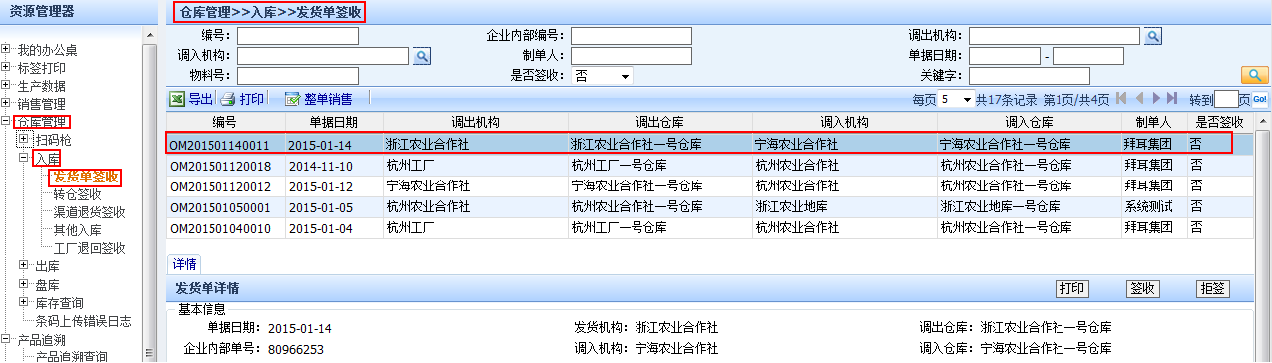 资源管理器
我的办公桌
标签打印
生产数据
销售管理
仓库管理
扫码枪
入库
发货单签收
转仓签收
渠道退货签收
其他入库
工厂退回签收
出库
盘库
库存查询
条码上传错误日志
产品追溯
产品追溯查询
仓库管理>>入库>>发货单签收
编号： 企业内部编号： 调出机构：
调入机构： 制单人： 单据日期： -
物料号： 是否签收： 否 关键字：
导出 打印 整单销售 每页 5 共17条记录 第1页/共4页 转到 页 Go!
编号 单据日期 调出机构 调出仓库 调入机构 调入仓库 制单人 是否签收
OM201501140011 2015-01-14 浙江农业合作社 浙江农业合作社一号仓库 宁海农业合作社 宁海农业合作社一号仓库 拜耳集团 否
OM201501120018 2014-11-10 杭州工厂 杭州工厂一号仓库 杭州农业合作社 杭州农业合作社一号仓库 拜耳集团 否
OM201501120012 2015-01-12 宁海农业合作社 宁海农业合作社一号仓库 杭州农业合作社 杭州农业合作社一号仓库 拜耳集团 否
OM201501050001 2015-01-05 杭州农业合作社 杭州农业合作社一号仓库 浙江农业地库 浙江农业地库一号仓库 系统测试 否
OM201501040010 2015-01-04 杭州工厂 杭州工厂一号仓库 杭州农业合作社 杭州农业合作社一号仓库 拜耳集团 否
详情
发货单详情 打印 签收 拒签
基本信息
单据日期： 2015-01-14 发货机构： 浙江农业合作社 调出仓库： 浙江农业合作社一号仓库
企业内部单号： 80966253 调入机构： 宁海农业合作社 调入仓库： 宁海农业合作社一号仓库